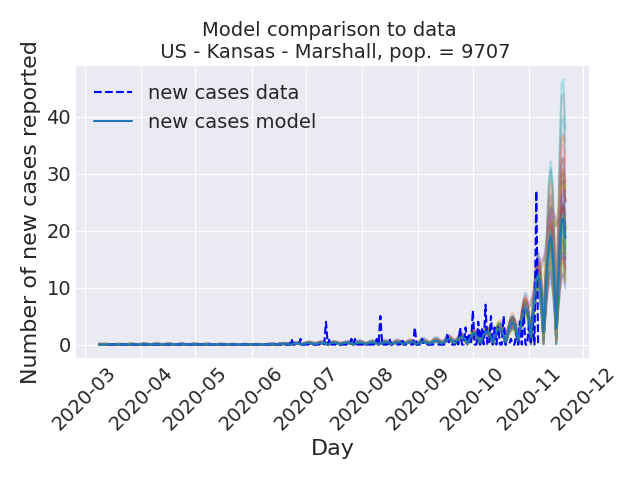 Model comparison to data
US - Kansas - Marshall, pop. = 9707
Number of new cases reported
40
30
20
10
0
new cases data
new cases model
2020-03
2020-04
2020-05
2020-06
2020-07
2020-08
2020-09
2020-10
2020-11
2020-12
Day